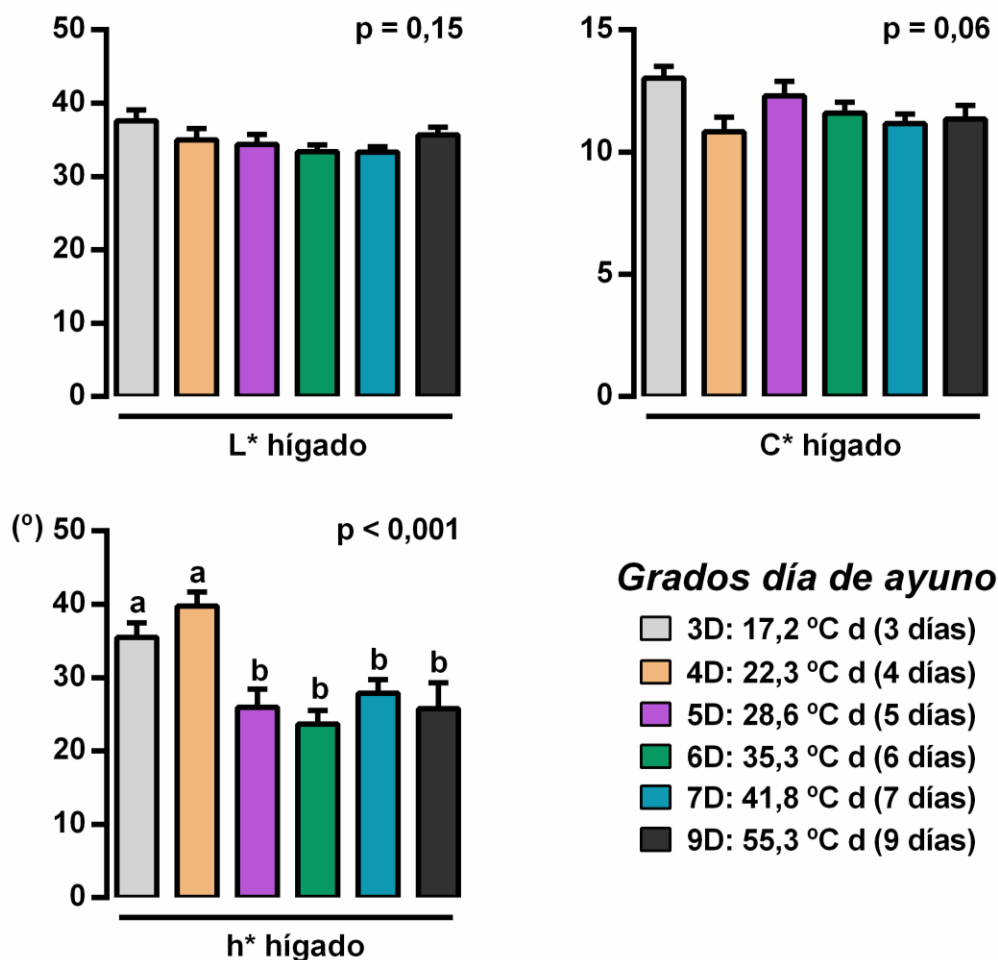 p = 0,15
50
40
30
20
10
0
L* hígado
p = 0,06
15
10
5
0
C* hígado
(º)
p < 0,001
50
40
30
20
10
0
a
a
b
b
b
b
h* hígado
Grados día de ayuno
3D: 17,2 ºC d (3 días)
4D: 22,3 ºC d (4 días)
5D: 28,6 ºC d (5 días)
6D: 35,3 ºC d (6 días)
7D: 41,8 ºC d (7 días)
9D: 55,3 ºC d (9 días)